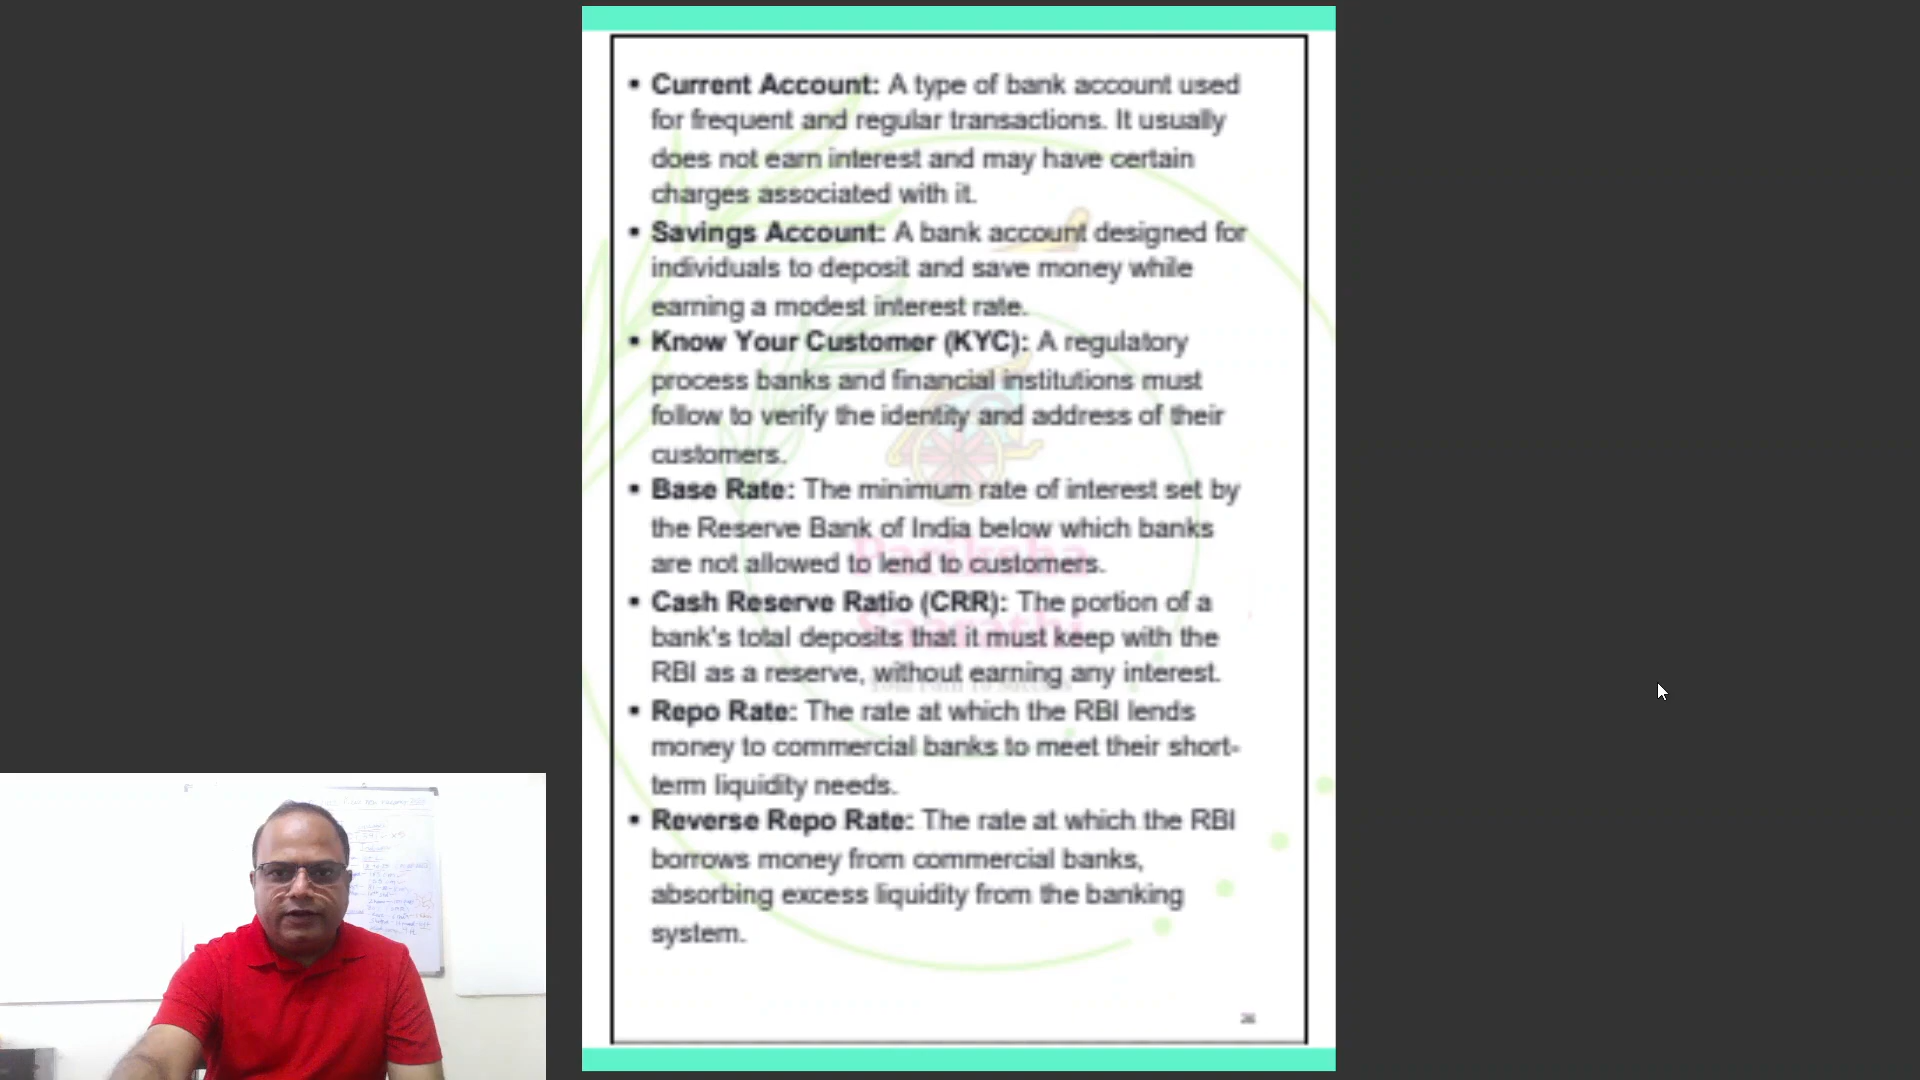 ▪ Current Account: A type of bank account used
for frequent and regular transactions. It usually
does not earn interest and may have certain
charges associated with it.
▪ Savings Account: A bank account designed for
individuals to deposit and save money while
earning a modest interest rate.
▪ Know Your Customer (KYC): A regulatory
process banks and financial institutions must
follow to verify the identity and address of their
customers.
▪ Base Rate: The minimum rate of interest set by
the Reserve Bank of India below which banks
are not allowed to lend to customers.
▪ Cash Reserve Ratio (CRR): The portion of a
bank's total deposits that it must keep with the
RBI as a reserve, without earning any interest.
▪ Repo Rate: The rate at which the RBI lends
money to commercial banks to meet their short-
term liquidity needs.
▪ Reverse Repo Rate: The rate at which the RBI
borrows money from commercial banks,
absorbing excess liquidity from the banking
system.
Pariksha
Saarathi